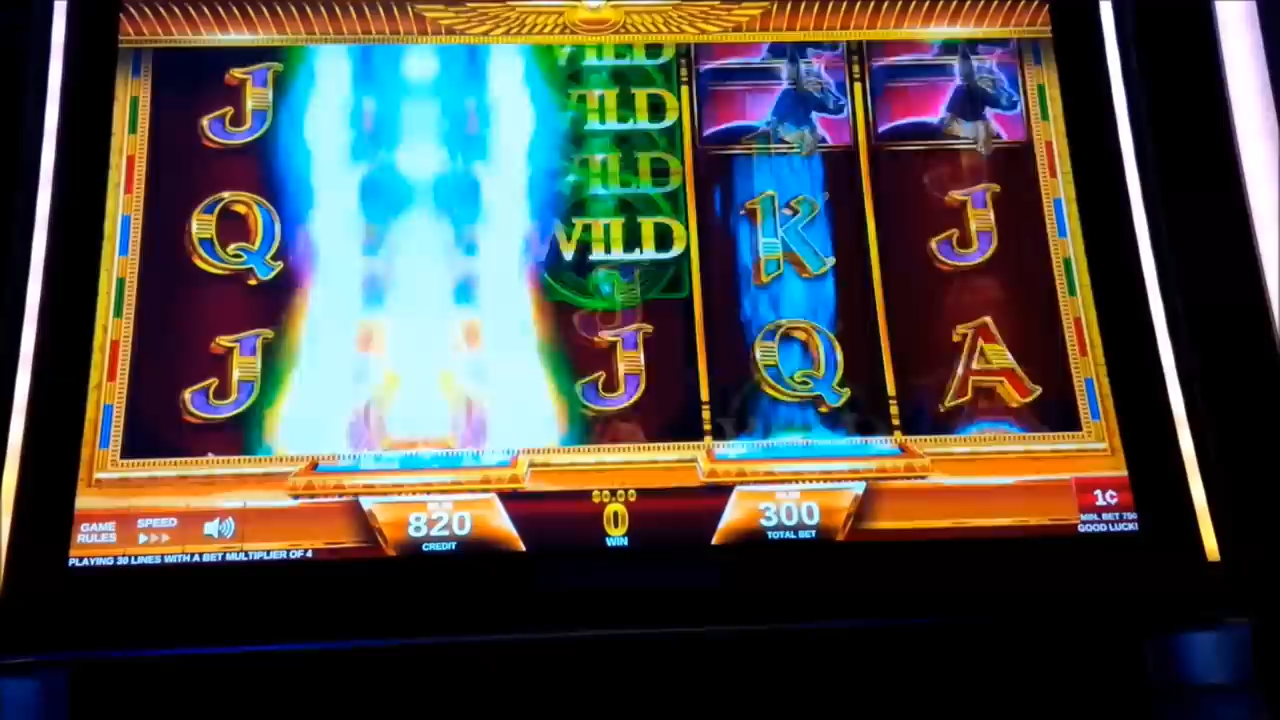 WILD
J
WILD
WILD
Q
WILD
K
J
J
J
Q
A
$0.00
820
0
300
1¢
GAME
RULES
SPEED
CREDIT
WIN
TOTAL BET
MIN. BET 75¢
GOOD LUCK!
PLAYING 30 LINES WITH A BET MULTIPLIER OF 4